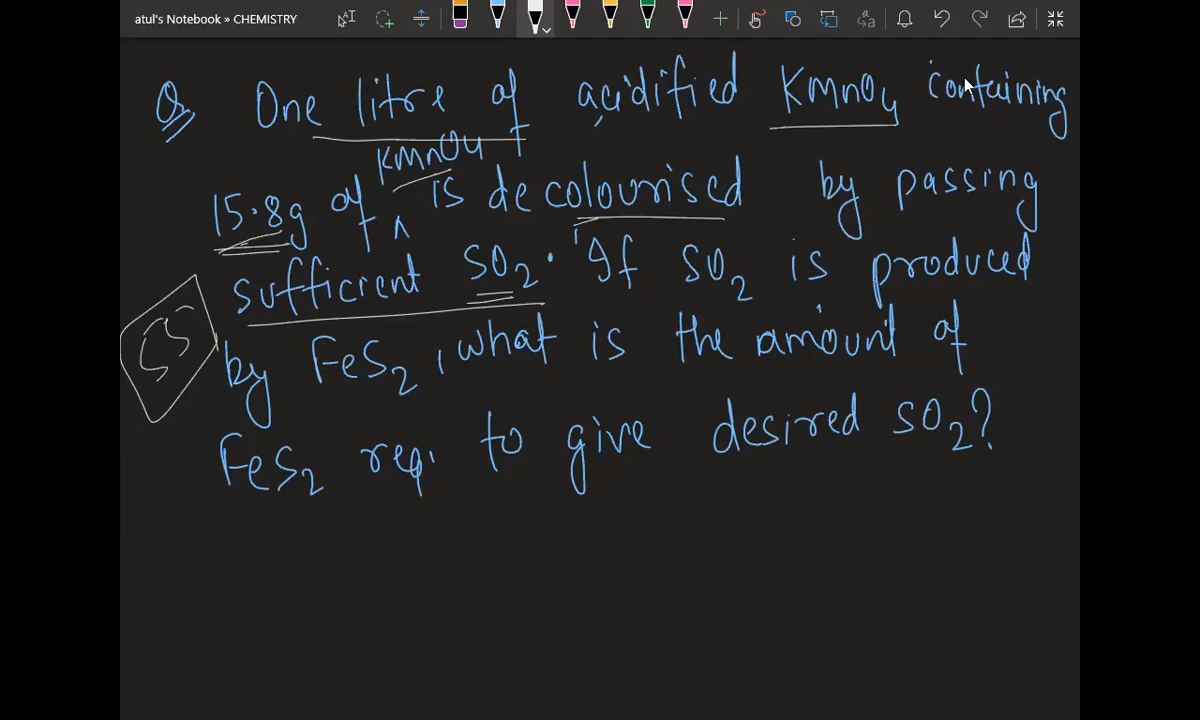 atul's Notebook » CHEMISTRY
Q One litre of acidified KMnO4 containing
KMnO4
15.8g of ^ is decolourised by passing
sufficient SO2. If SO2 is produced
by FeS2, what is the amount of
FeS2 req. to give desired SO2?